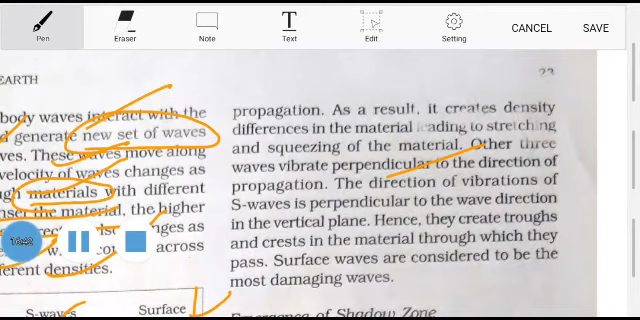 Pen
Eraser
Note
Text
Edit
Setting
CANCEL
SAVE
EARTH
23
body waves interact with the
generate new set of waves
These waves move along
velocity of waves changes as
materials with different
the material, the higher
as
across
densities.
S-waves Surface
propagation. As a result, it creates density
differences in the material leading to stretching
and squeezing of the material. Other three
waves vibrate perpendicular to the direction of
propagation. The direction of vibrations of
S-waves is perpendicular to the wave direction
in the vertical plane. Hence, they create troughs
and crests in the material through which they
pass. Surface waves are considered to be the
most damaging waves.
Emergence of Shadow Zone